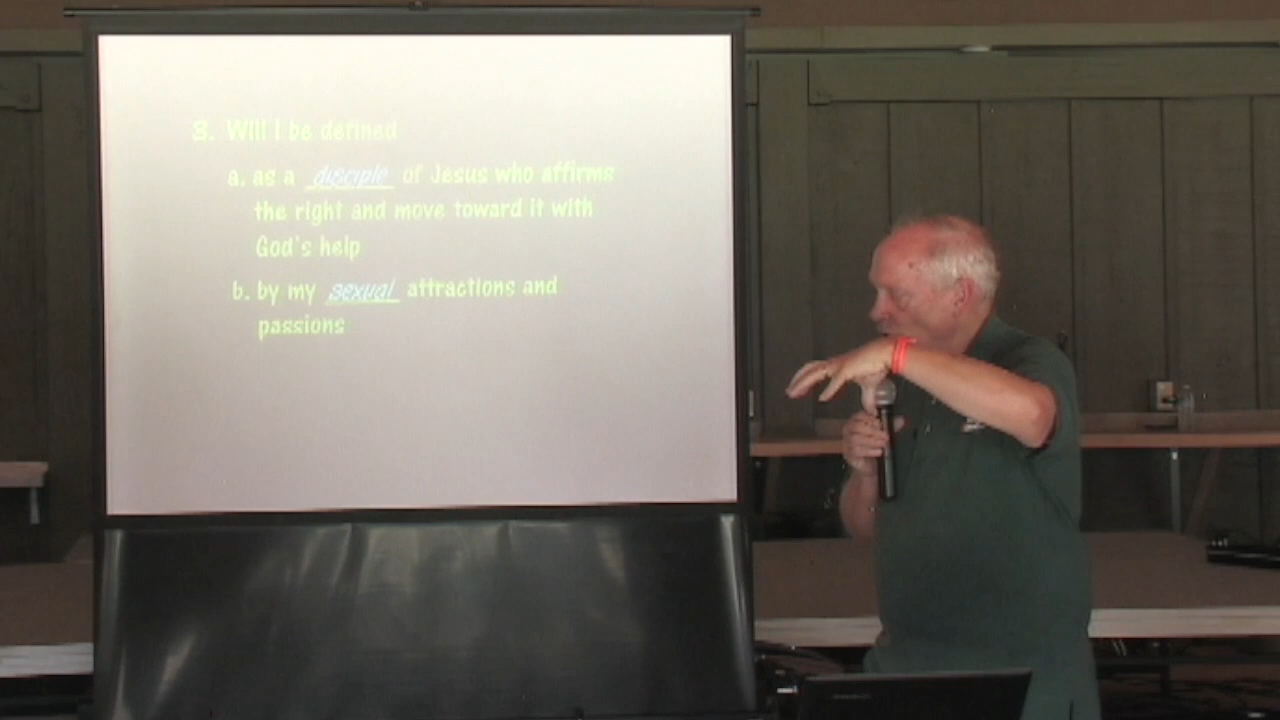 3. Will I be defined
a. as a disciple of Jesus who affirms
the right and move toward it with
God's help
b. by my sexual attractions and
passions